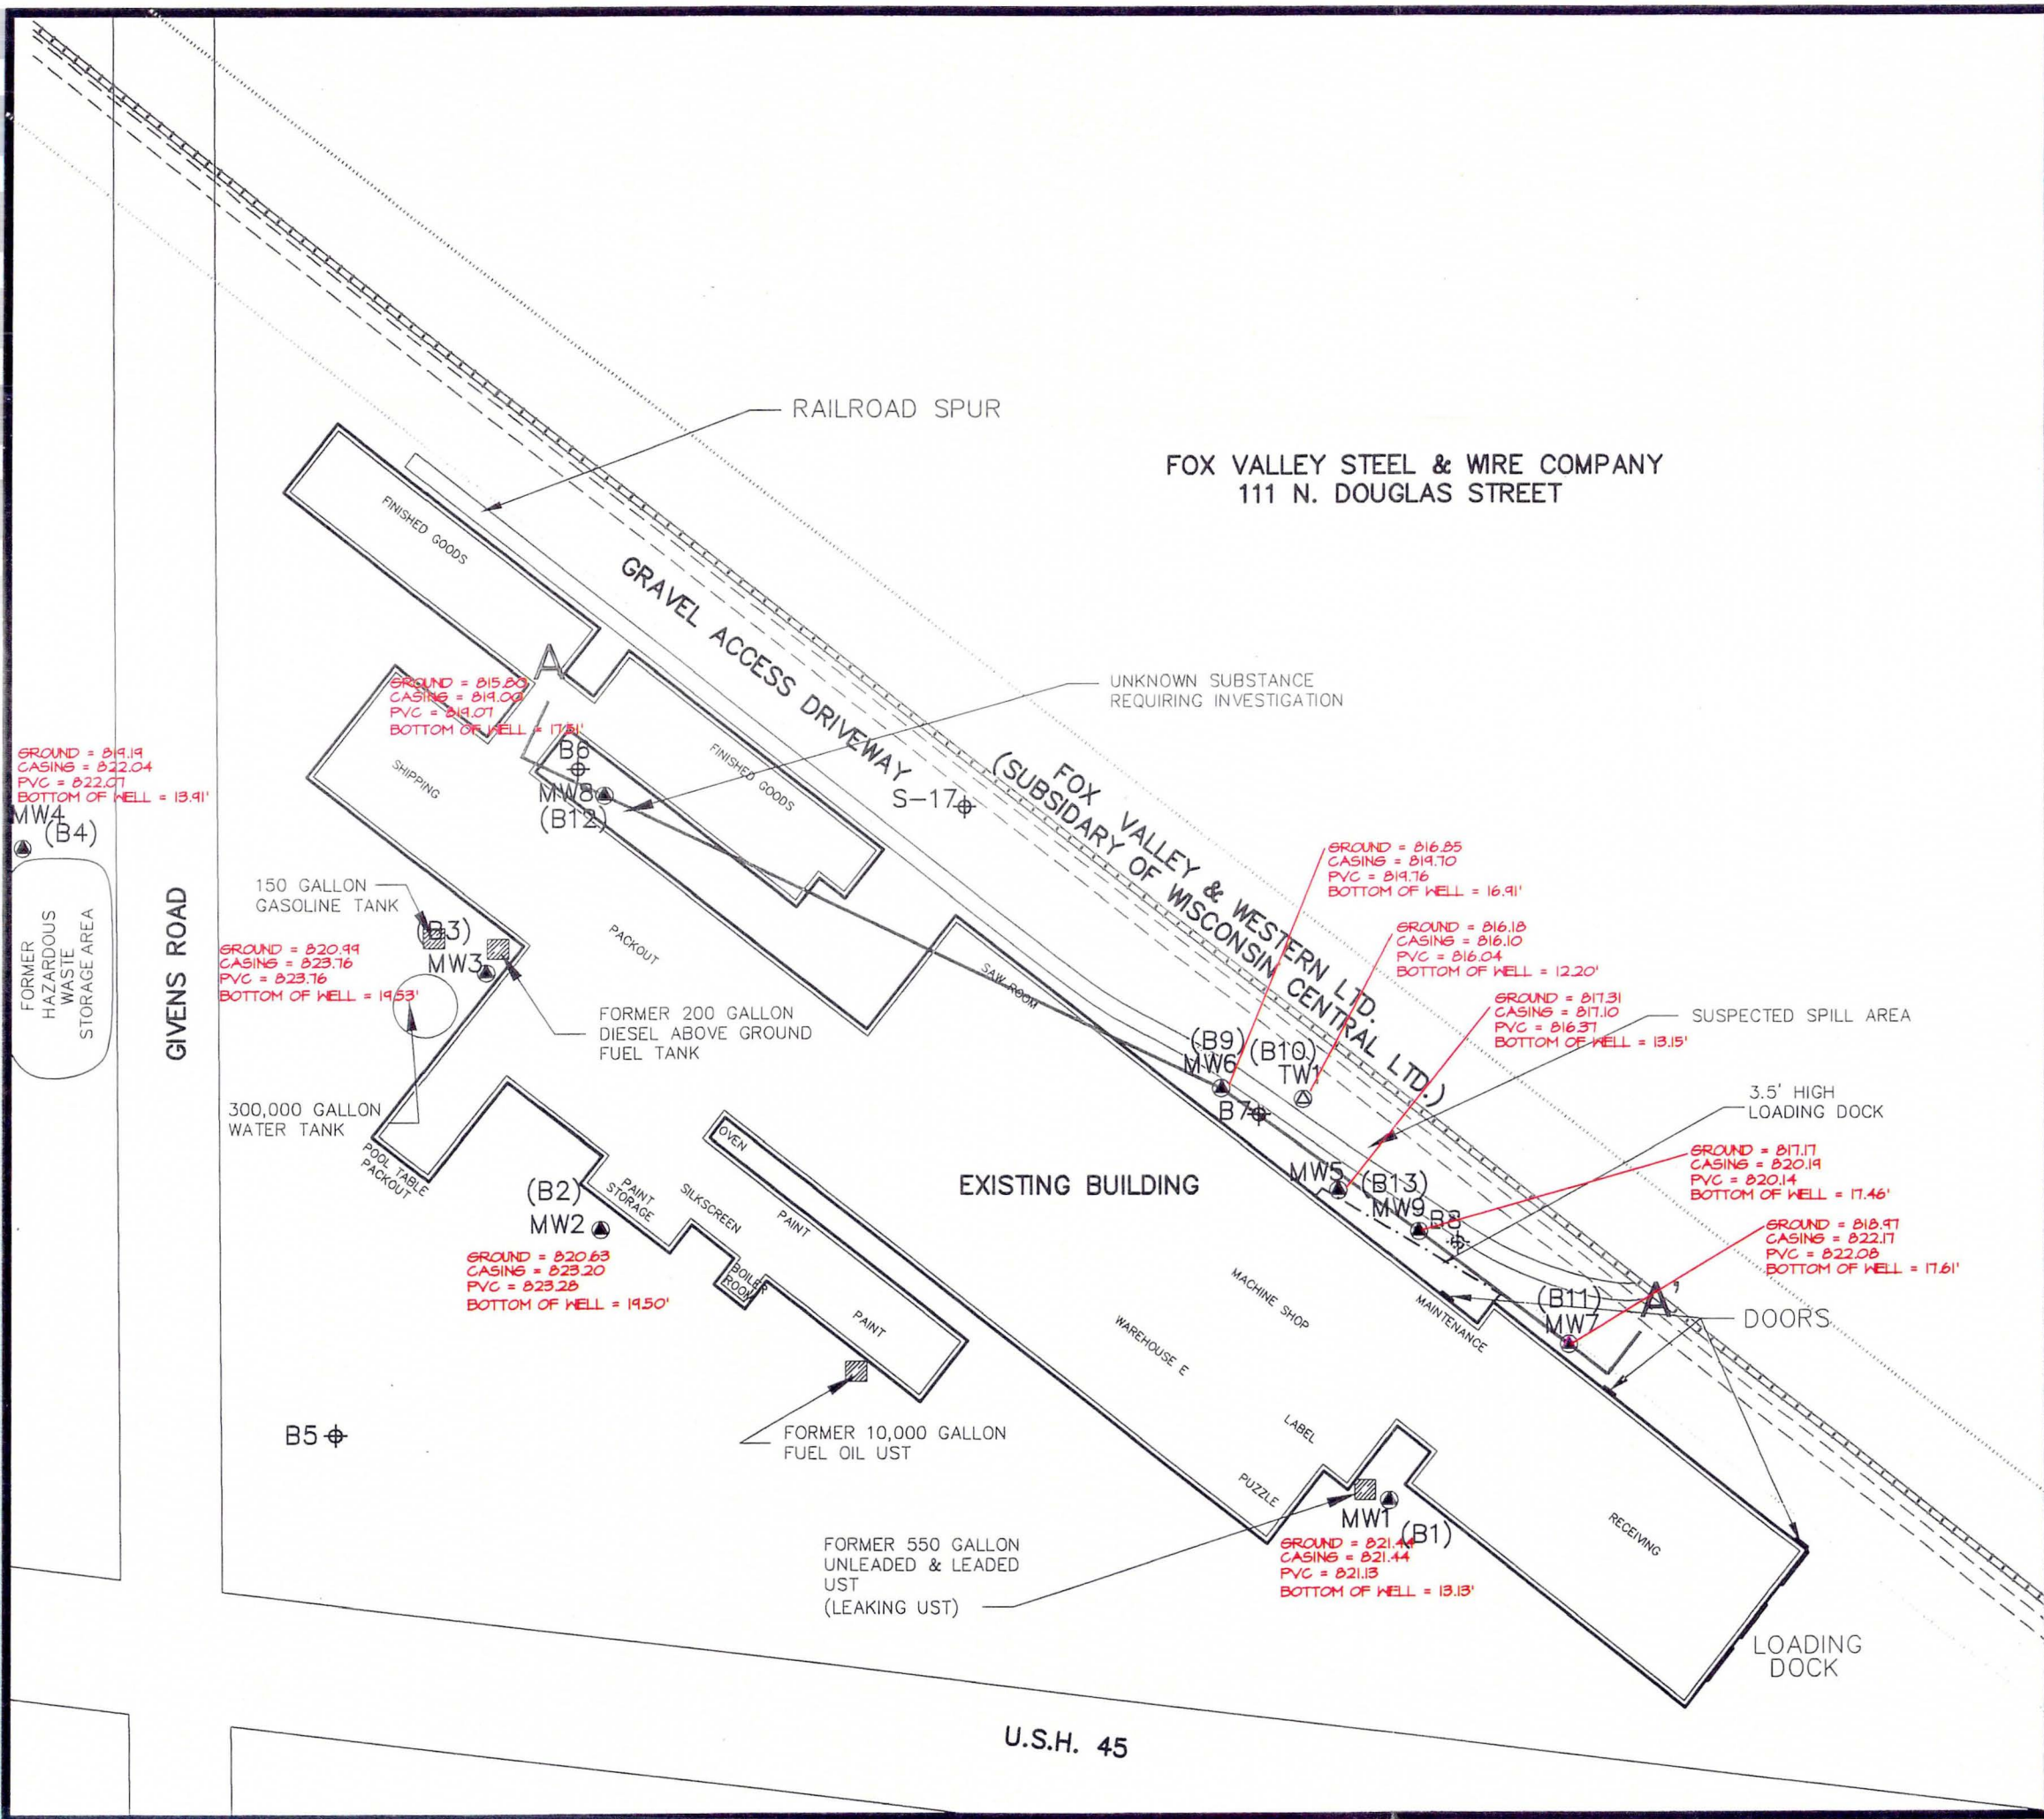 RAILROAD SPUR
FOX VALLEY STEEL & WIRE COMPANY
111 N. DOUGLAS STREET
FINISHED GOODS
GRAVEL ACCESS DRIVEWAY
A
GROUND = 815.80
CASING = 819.00
PVC = 819.07
BOTTOM OF WELL = 17.51'
UNKNOWN SUBSTANCE
REQUIRING INVESTIGATION
B6
MW8
(B12)
FINISHED GOODS
SHIPPING
S-17
FOX VALLEY & WESTERN LTD.
(SUBSIDARY OF WISCONSIN CENTRAL LTD.)
GROUND = 819.19
CASING = 822.04
PVC = 822.07
BOTTOM OF WELL = 13.91'
MW4
(B4)
FORMER
HAZARDOUS
WASTE
STORAGE AREA
GIVENS ROAD
150 GALLON
GASOLINE TANK
(B3)
MW3
GROUND = 820.99
CASING = 823.76
PVC = 823.76
BOTTOM OF WELL = 19.53'
PACKOUT
SAW ROOM
FORMER 200 GALLON
DIESEL ABOVE GROUND
FUEL TANK
300,000 GALLON
WATER TANK
POOL TABLE
PACKOUT
GROUND = 816.85
CASING = 819.70
PVC = 819.76
BOTTOM OF WELL = 16.91'
GROUND = 816.18
CASING = 816.10
PVC = 816.04
BOTTOM OF WELL = 12.20'
GROUND = 817.31
CASING = 817.10
PVC = 816.37
BOTTOM OF WELL = 13.15'
SUSPECTED SPILL AREA
(B9)
MW6
(B10)
TW1
B7
3.5' HIGH
LOADING DOCK
GROUND = 817.17
CASING = 820.19
PVC = 820.14
BOTTOM OF WELL = 17.46'
MW5
(B13)
MW9
B8
GROUND = 818.97
CASING = 822.17
PVC = 822.08
BOTTOM OF WELL = 17.61'
(B11)
MW7
A'
DOORS
OVEN
PAINT
EXISTING BUILDING
(B2)
MW2
PAINT
STORAGE
SILKSCREEN
BOILER
ROOM
PAINT
GROUND = 820.63
CASING = 823.20
PVC = 823.28
BOTTOM OF WELL = 19.50'
MACHINE SHOP
MAINTENANCE
WAREHOUSE E
LABEL
PUZZLE
B5
FORMER 10,000 GALLON
FUEL OIL UST
MW1
(B1)
GROUND = 821.44
CASING = 821.44
PVC = 821.13
BOTTOM OF WELL = 13.13'
RECEIVING
FORMER 550 GALLON
UNLEADED & LEADED
UST
(LEAKING UST)
LOADING
DOCK
U.S.H. 45